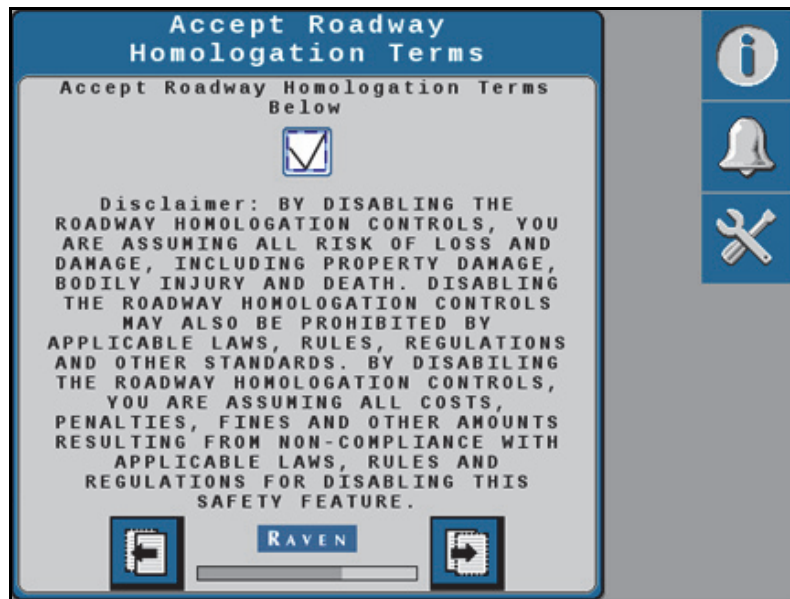 Accept Roadway
Homologation Terms
Accept Roadway Homologation Terms
Below
Disclaimer: BY DISABLING THE
ROADWAY HOMOLOGATION CONTROLS, YOU
ARE ASSUMING ALL RISK OF LOSS AND
DAMAGE, INCLUDING PROPERTY DAMAGE,
BODILY INJURY AND DEATH. DISABLING
THE ROADWAY HOMOLOGATION CONTROLS
MAY ALSO BE PROHIBITED BY
APPLICABLE LAWS, RULES, REGULATIONS
AND OTHER STANDARDS. BY DISABILING
THE ROADWAY HOMOLOGATION CONTROLS,
YOU ARE ASSUMING ALL COSTS,
PENALTIES, FINES AND OTHER AMOUNTS
RESULTING FROM NON-COMPLIANCE WITH
APPLICABLE LAWS, RULES AND
REGULATIONS FOR DISABLING THIS
SAFETY FEATURE.
RAVEN